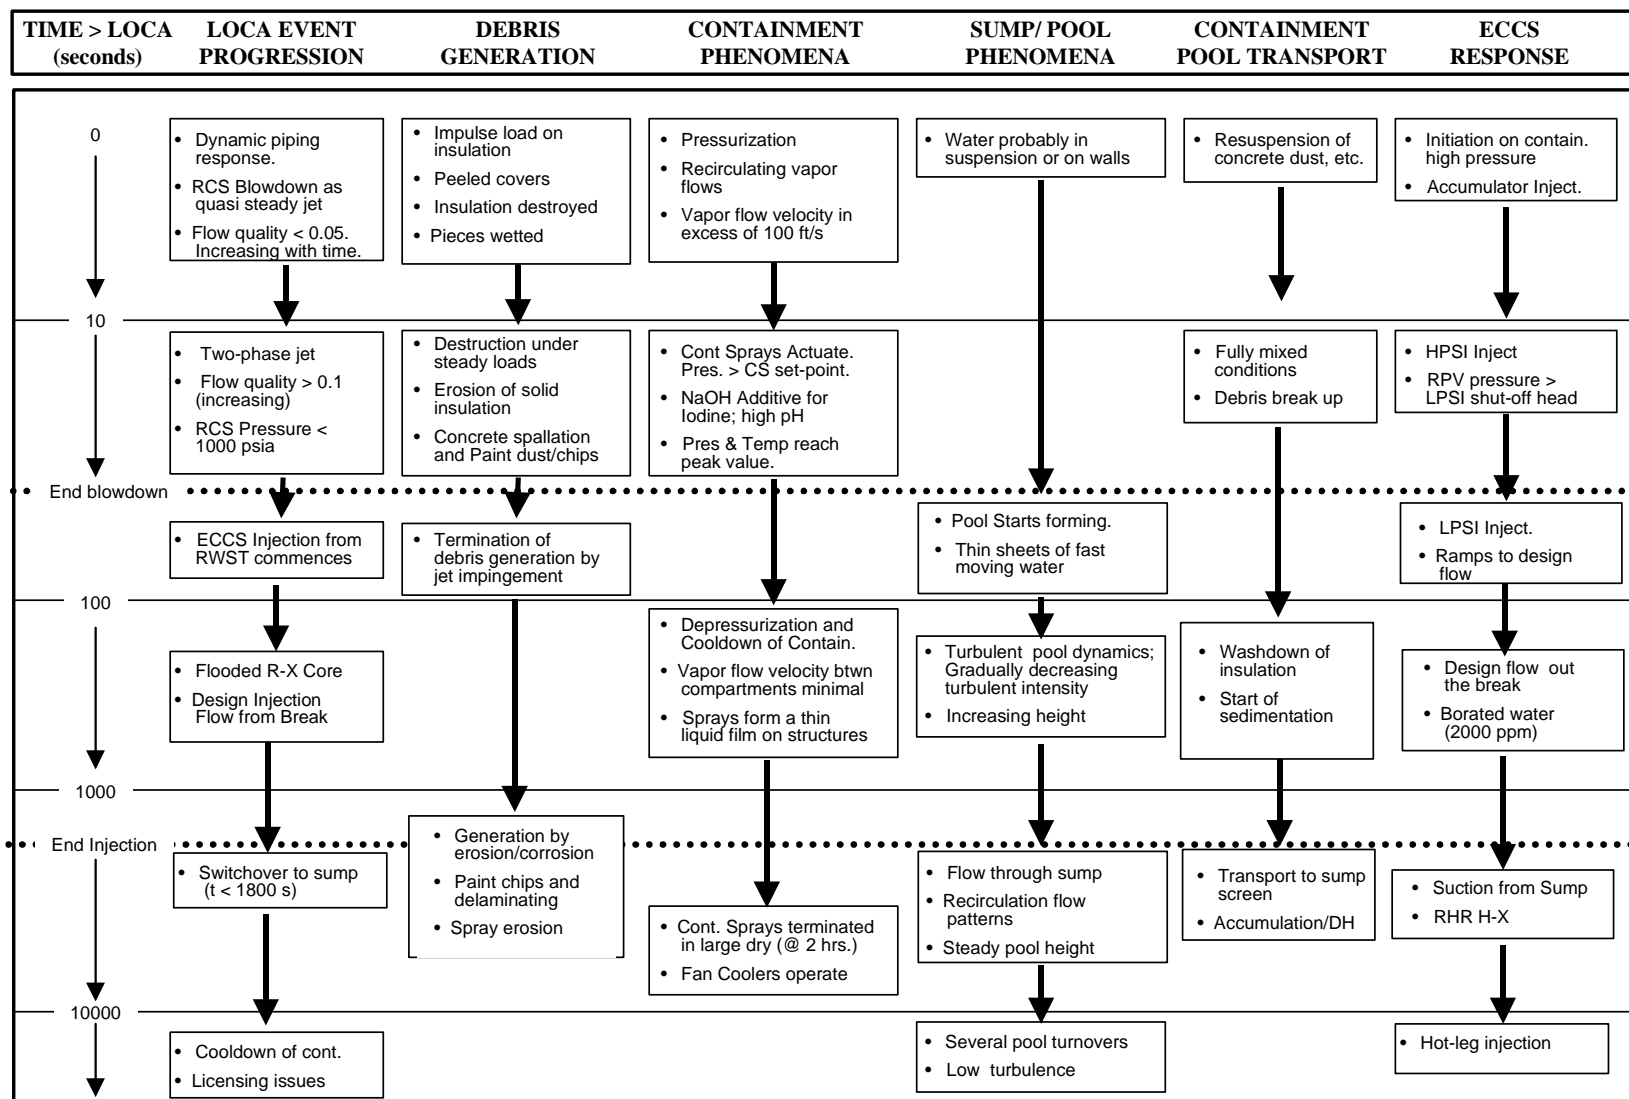 TIME > LOCA
(seconds)
LOCA EVENT
PROGRESSION
DEBRIS
GENERATION
CONTAINMENT
PHENOMENA
SUMP/ POOL
PHENOMENA
CONTAINMENT
POOL TRANSPORT
ECCS
RESPONSE
0
• Dynamic piping
response.
• RCS Blowdown as
quasi steady jet
• Flow quality < 0.05.
Increasing with time.
• Impulse load on
insulation
• Peeled covers
• Insulation destroyed
• Pieces wetted
• Pressurization
• Recirculating vapor
flows
• Vapor flow velocity in
excess of 100 ft/s
• Water probably in
suspension or on walls
• Resuspension of
concrete dust, etc.
• Initiation on contain.
high pressure
• Accumulator Inject.
10
• Two-phase jet
• Flow quality > 0.1
(increasing)
• RCS Pressure <
1000 psia
• Destruction under
steady loads
• Erosion of solid
insulation
• Concrete spallation
and Paint dust/chips
• Cont Sprays Actuate.
Pres. > CS set-point.
• NaOH Additive for
Iodine; high pH
• Pres & Temp reach
peak value.
• Fully mixed
conditions
• Debris break up
• HPSI Inject
• RPV pressure >
LPSI shut-off head
End blowdown
• ECCS Injection from
RWST commences
• Termination of
debris generation by
jet impingement
• Pool Starts forming.
• Thin sheets of fast
moving water
• LPSI Inject.
• Ramps to design
flow
100
• Flooded R-X Core
• Design Injection
Flow from Break
• Depressurization and
Cooldown of Contain.
• Vapor flow velocity btwn
compartments minimal
• Sprays form a thin
liquid film on structures
• Turbulent pool dynamics;
Gradually decreasing
turbulent intensity
• Increasing height
• Washdown of
insulation
• Start of
sedimentation
• Design flow out
the break
• Borated water
(2000 ppm)
1000
End Injection
• Switchover to sump
(t < 1800 s)
• Generation by
erosion/corrosion
• Paint chips and
delaminating
• Spray erosion
• Cont. Sprays terminated
in large dry (@ 2 hrs.)
• Fan Coolers operate
• Flow through sump
• Recirculation flow
patterns
• Steady pool height
• Transport to sump
screen
• Accumulation/DH
• Suction from Sump
• RHR H-X
10000
• Cooldown of cont.
• Licensing issues
• Several pool turnovers
• Low turbulence
• Hot-leg injection